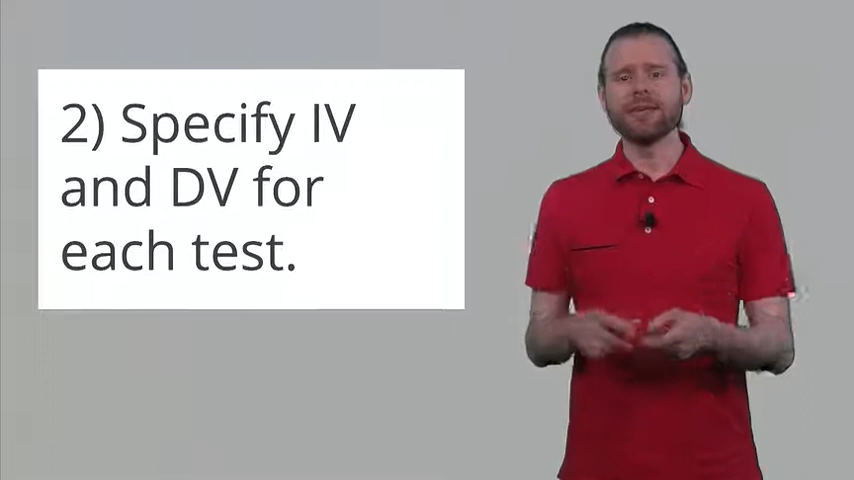 2) Specify IV
and DV for
each test.